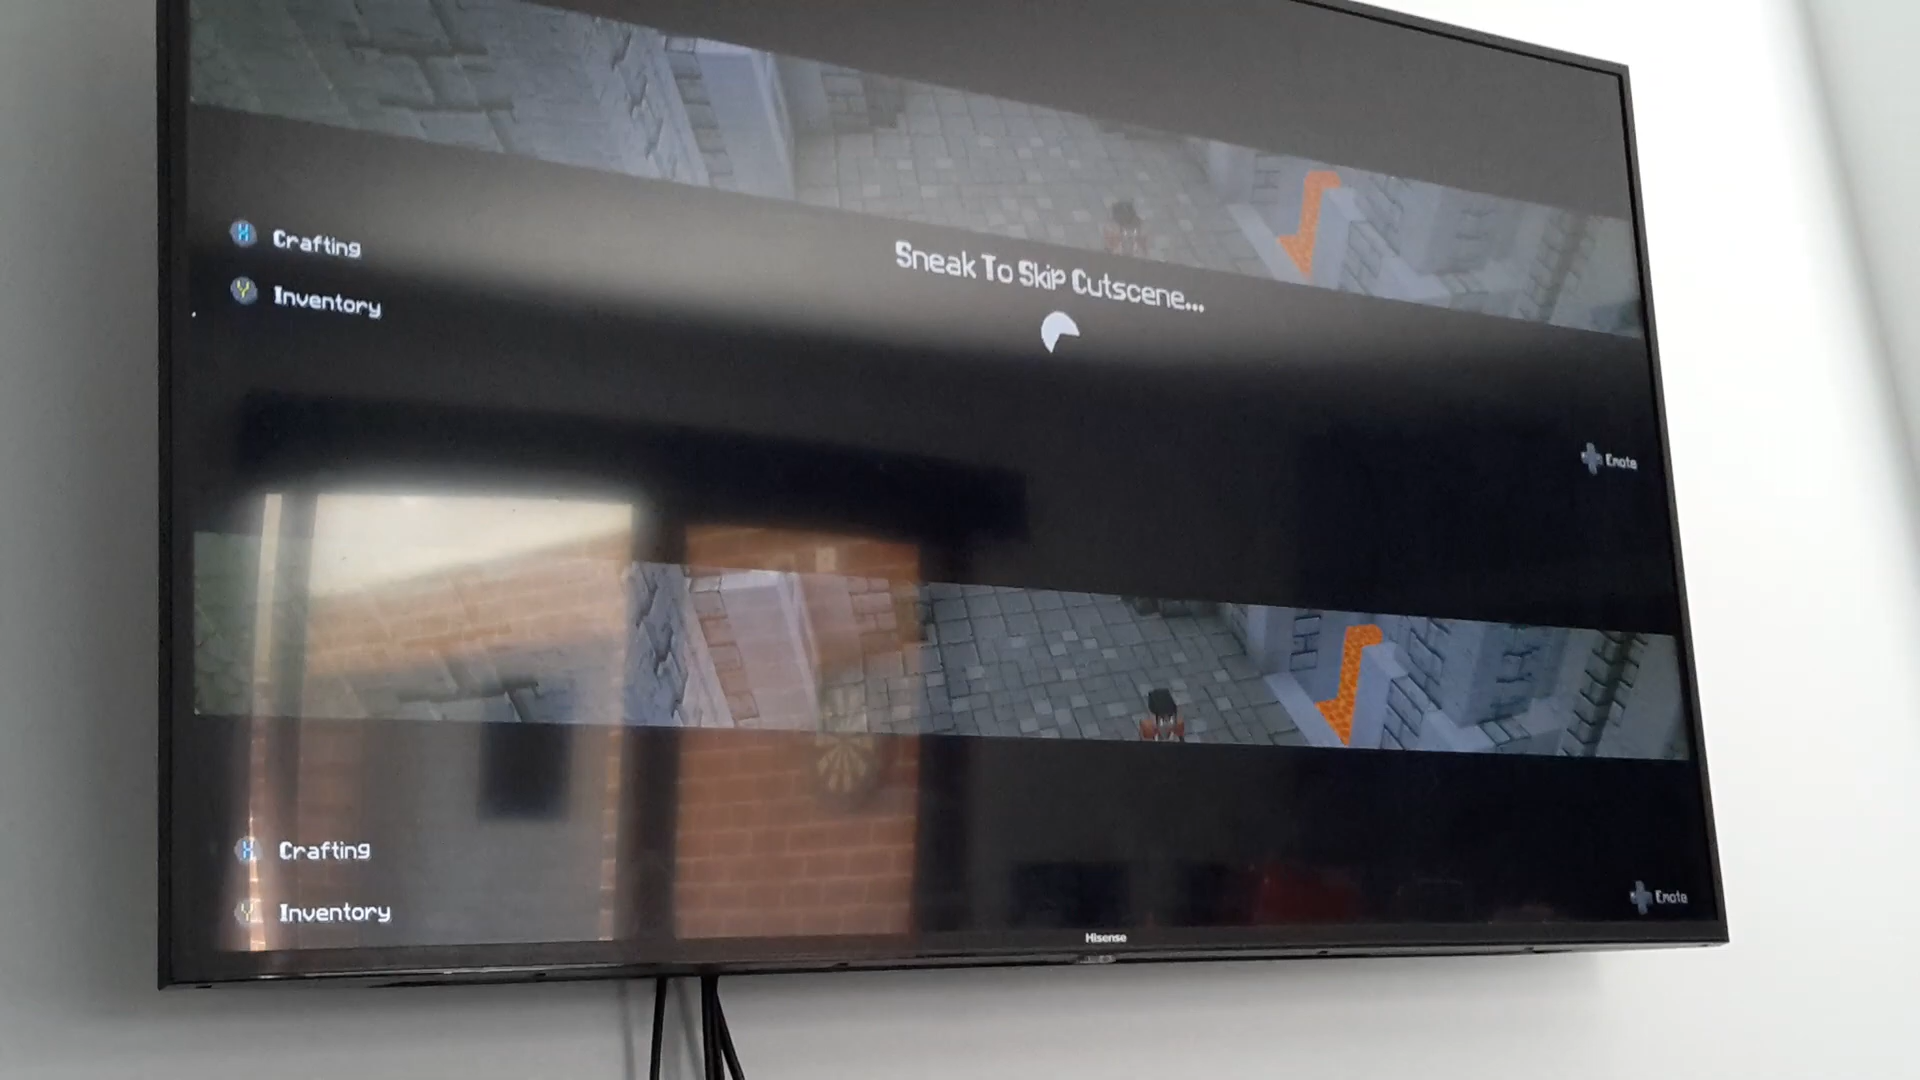 X Crafting
Y Inventory
Sneak To Skip Cutscene...
Emote
X Crafting
Y Inventory
Emote
Hisense